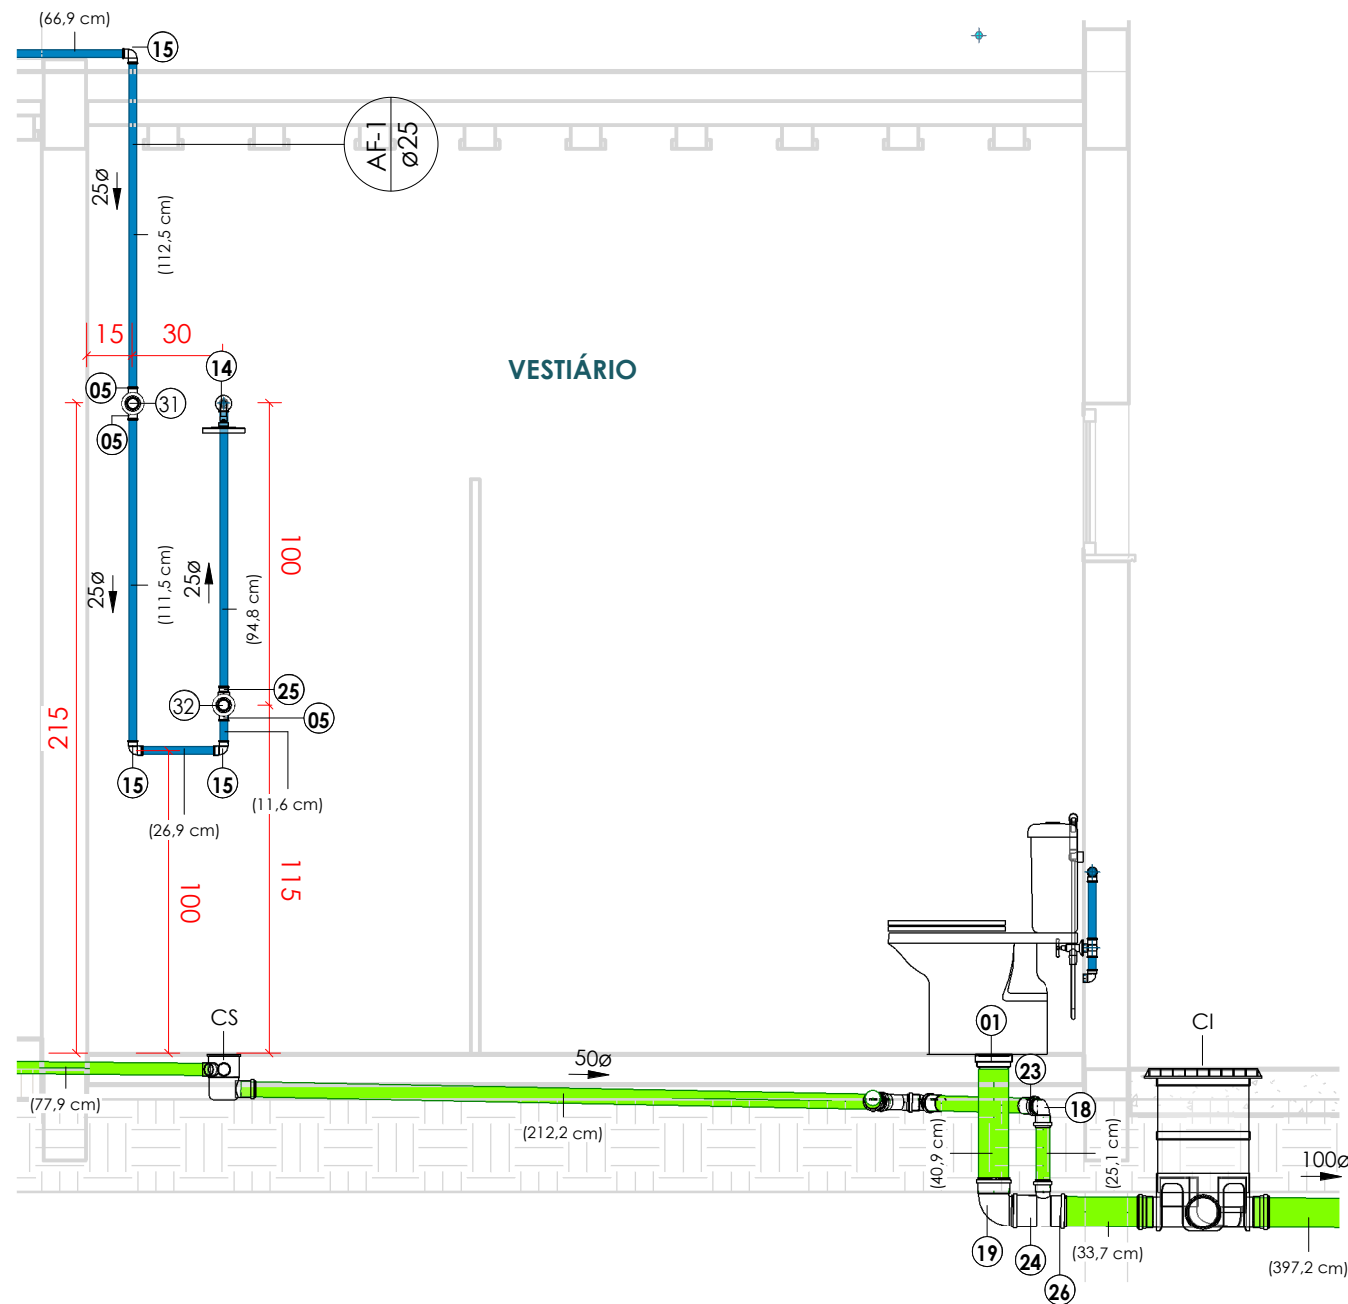 (66,9 cm)
15
AF-1
ø25
25ø
(112,5 cm)
15
30
VESTIÁRIO
14
05
31
05
100
25ø
(111,5 cm)
25ø
(94,8 cm)
215
25
32
05
15
15
(11,6 cm)
(26,9 cm)
100
115
CS
01
CI
50ø
23
(77,9 cm)
18
(212,2 cm)
(40,9 cm)
(25,1 cm)
100ø
19
24
26
(33,7 cm)
(397,2 cm)